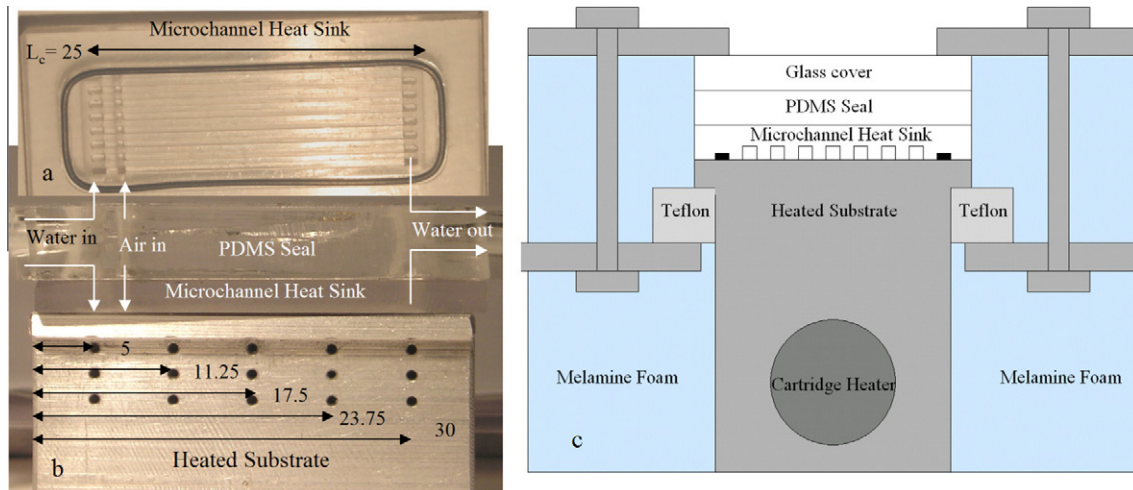 Microchannel Heat Sink
L_c= 25
a
Water in
Air in
PDMS Seal
Water out
Microchannel Heat Sink
5
11.25
17.5
23.75
30
Heated Substrate
b
Glass cover
PDMS Seal
Microchannel Heat Sink
Teflon
Heated Substrate
Teflon
Melamine Foam
Cartridge Heater
Melamine Foam
c